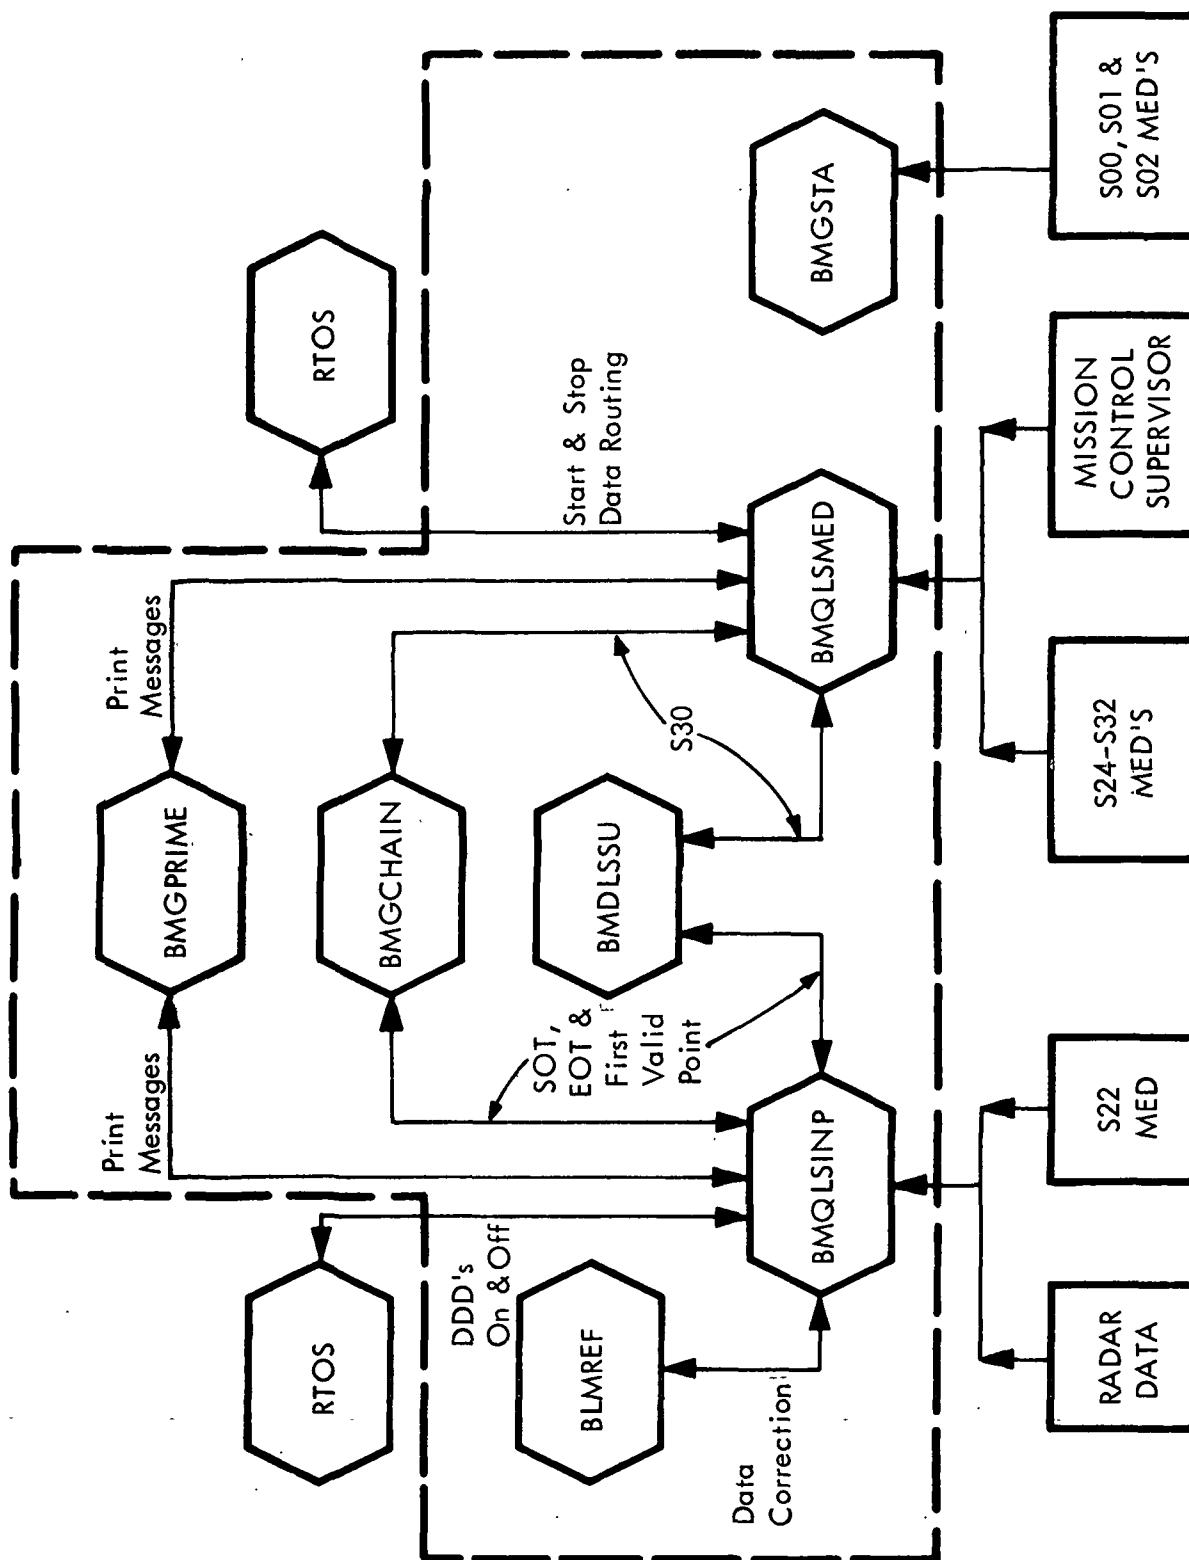 Print
Messages
BMGPRIME
Print
Messages
RTOS
RTOS
BMGCHAIN
DDD's
On & Off
SOT,
EOT &
First
Valid
Point
S30
Start & Stop
Data Routing
BLMREF
BMDLSSU
Data
Correction
BMQLSINP
BMQLSMED
BMGSTA
RADAR
DATA
S22
MED
S24-S32
MED'S
MISSION
CONTROL
SUPERVISOR
S00, S01 &
S02 MED'S